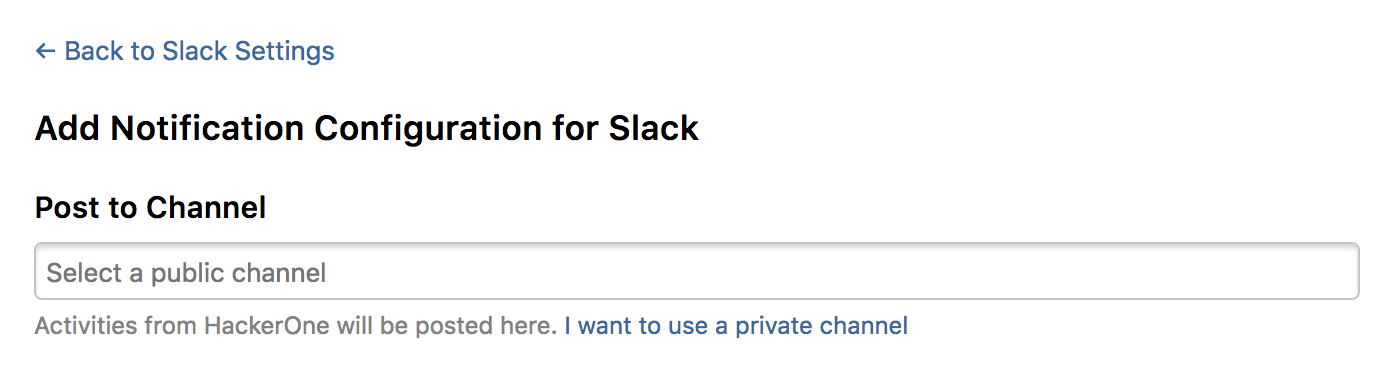 ← Back to Slack Settings
Add Notification Configuration for Slack
Post to Channel
Select a public channel
Activities from HackerOne will be posted here. I want to use a private channel